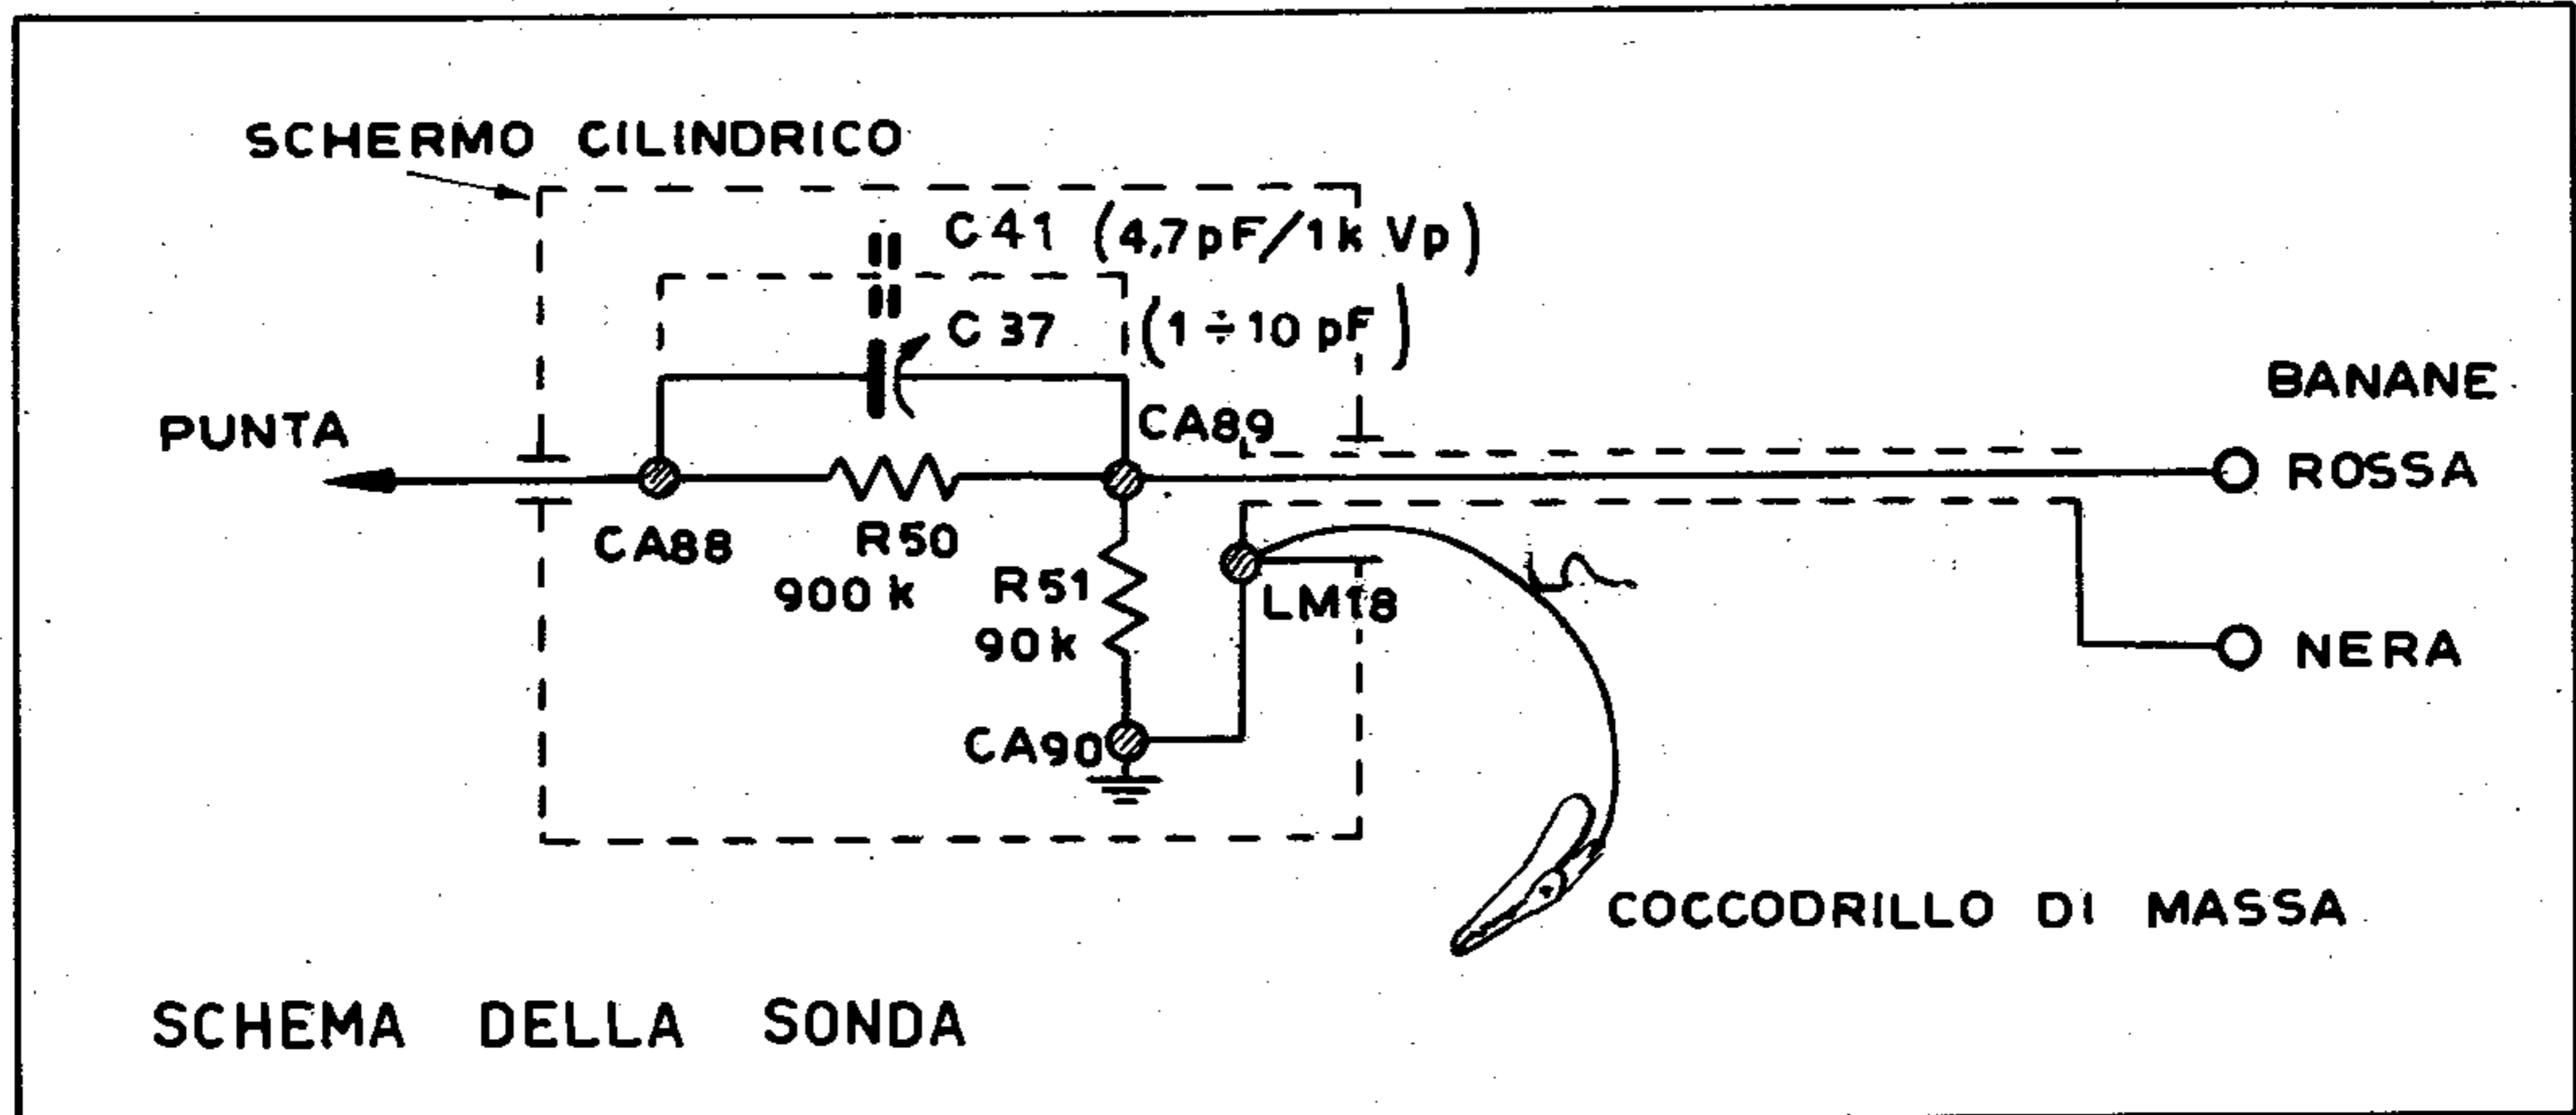 SCHERMO CILINDRICO
C41 (4,7pF/1k Vp)
C 37 (1÷10 pF)
BANANE
PUNTA
CA89
ROSSA
CA88
R50
900 k
R51
90k
LM18
NERA
CA90
COCCODRILLO DI MASSA
SCHEMA DELLA SONDA